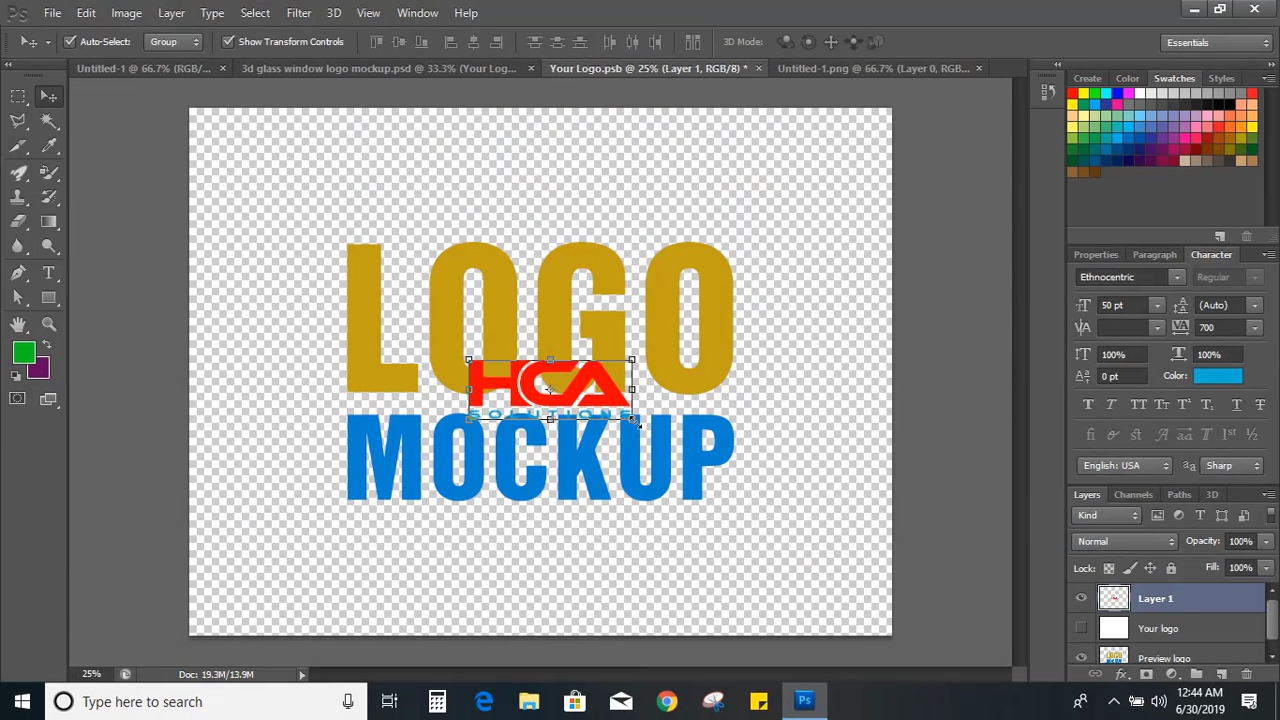 Ps File Edit Image Layer Type Select Filter 3D View Window Help
Auto-Select: Group Show Transform Controls 3D Mode: Essentials
Untitled-1 @ 66.7% (RGB/... × 3d glass window logo mockup.psd @ 33.3% (Your Log... × Your Logo.psb @ 25% (Layer 1, RGB/8) * × Untitled-1.png @ 66.7% (Layer 0, RGB/8... ×
Create Color Swatches Styles
LOGO
HCA
SOLUTIONS
MOCKUP
Properties Paragraph Character
Ethnocentric Regular
50 pt (Auto)
700
100% 100%
0 pt Color:
English: USA Sharp
Layers Channels Paths 3D
Kind
Normal Opacity: 100%
Lock: Fill: 100%
Layer 1
Your logo
Preview logo
25% Doc: 19.3M/13.9M
Type here to search
12:44 AM
6/30/2019